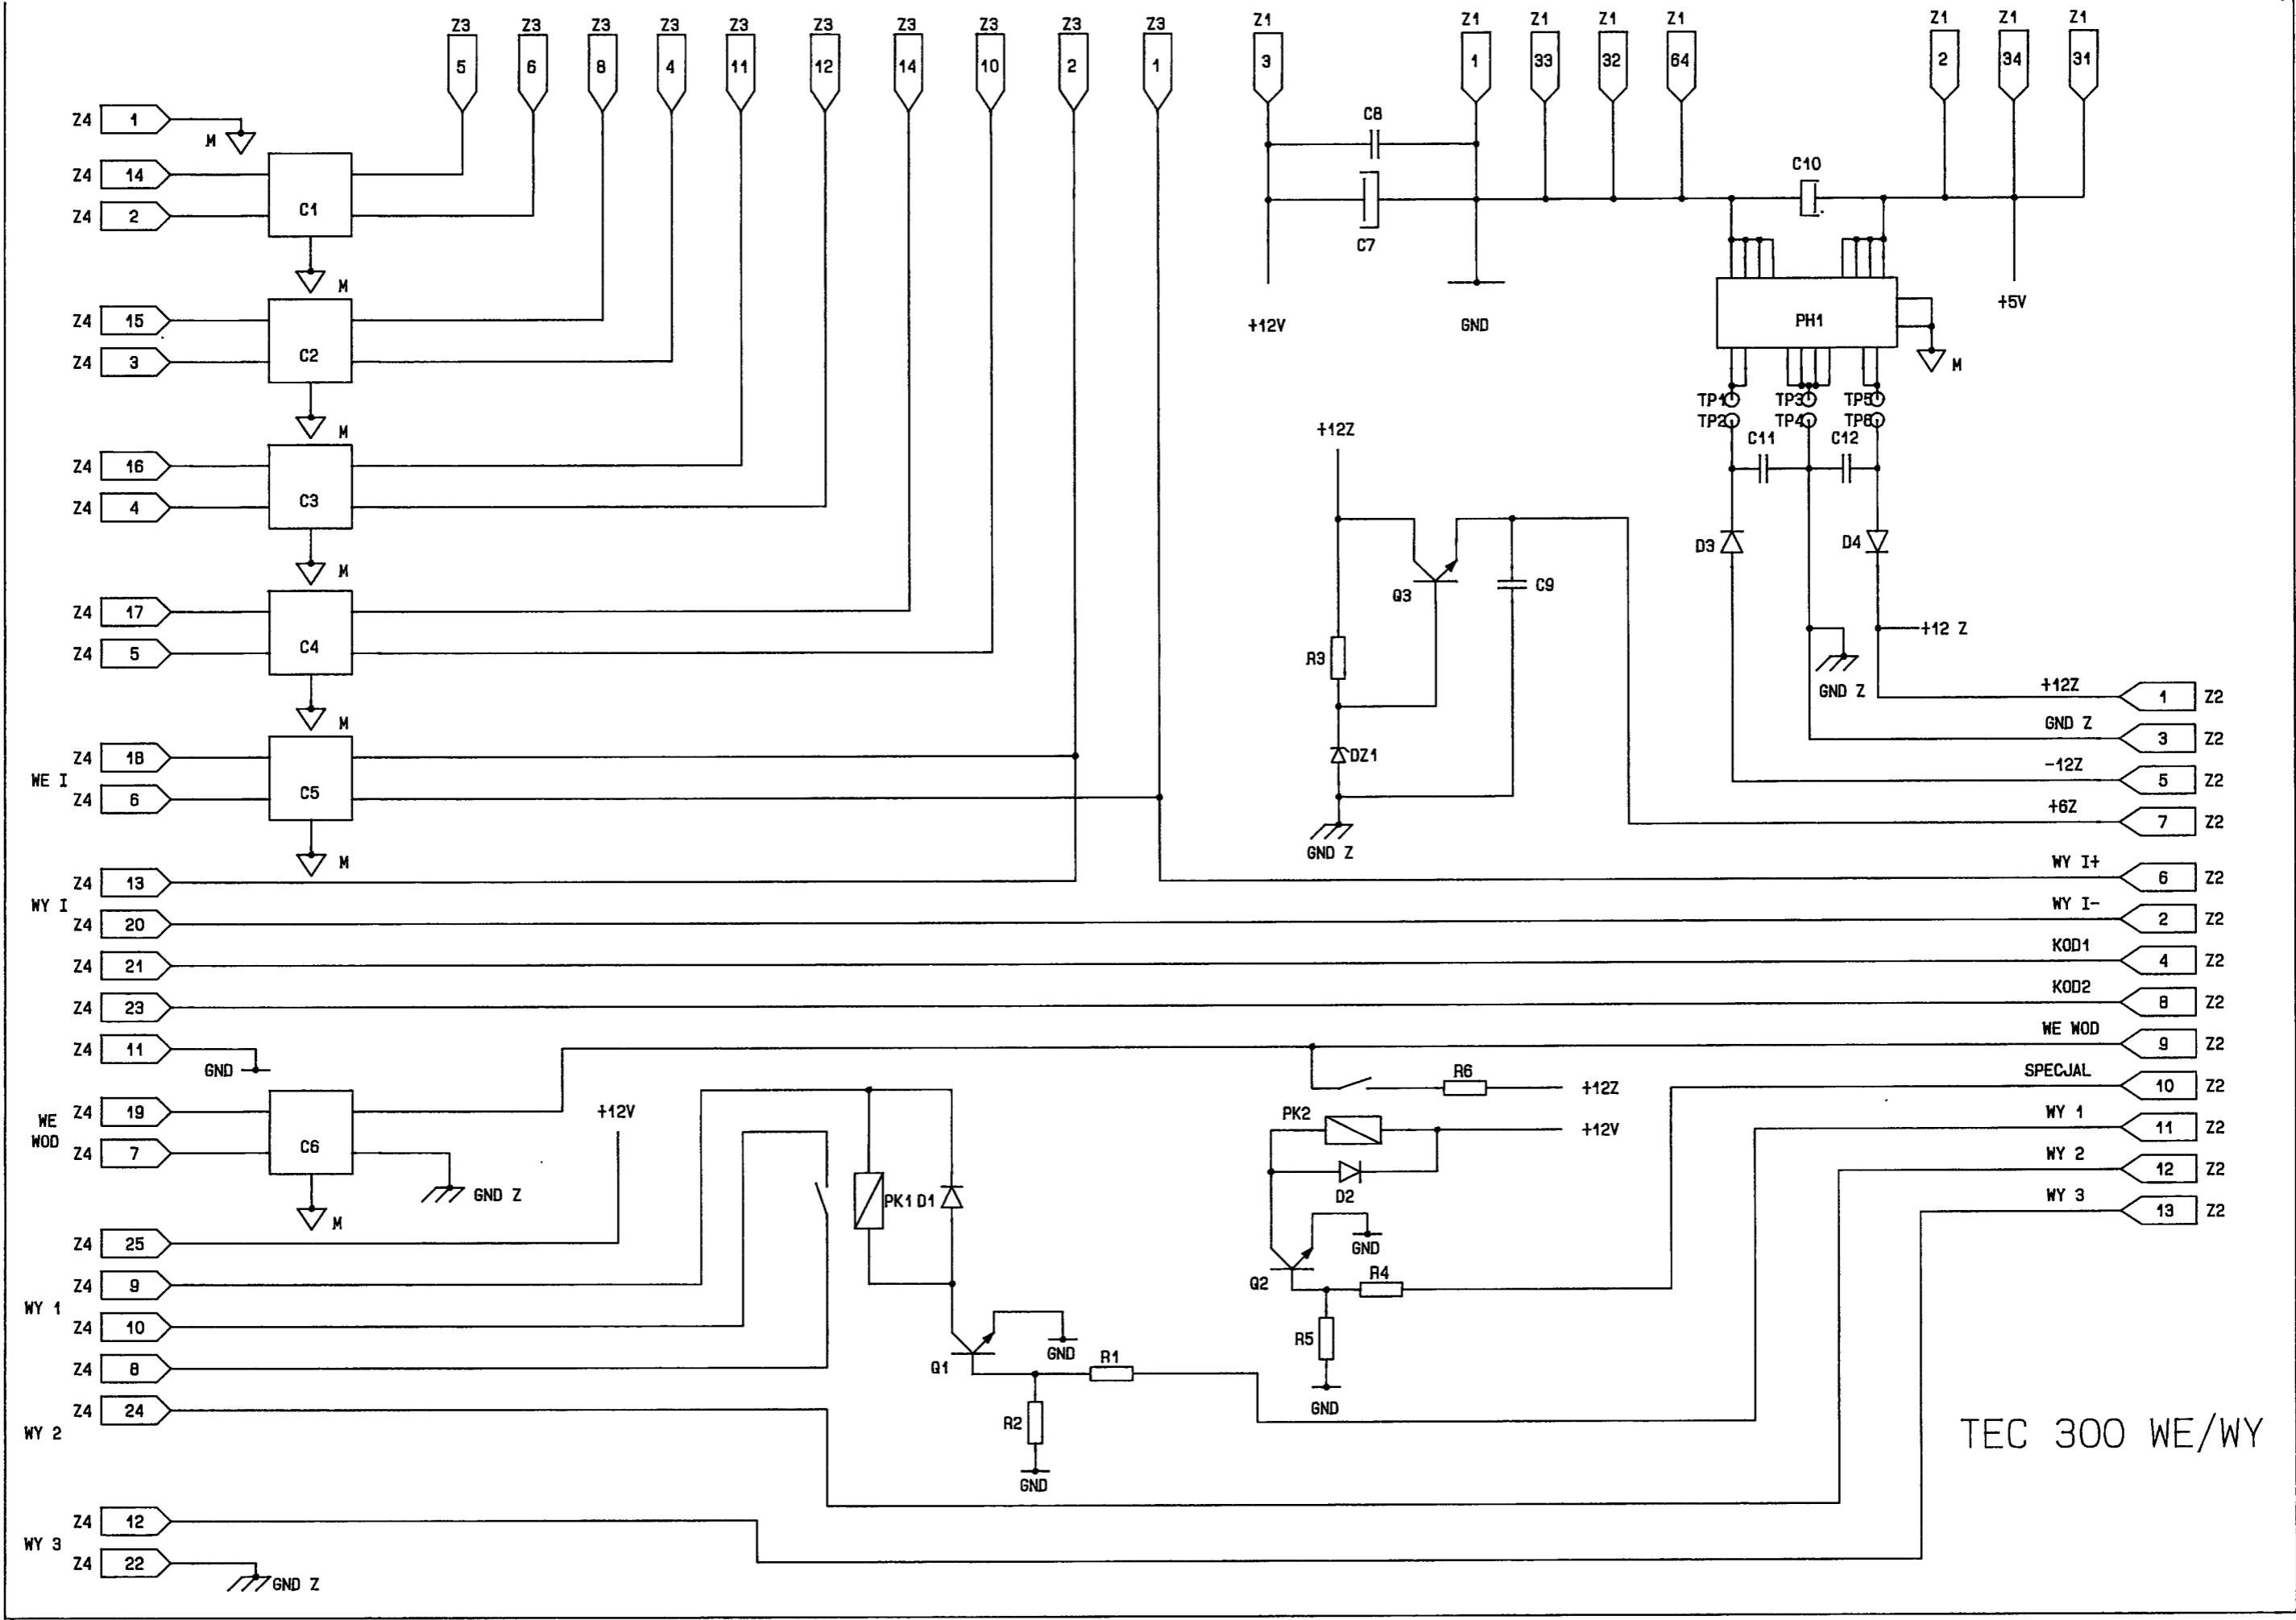 Z3 Z3 Z3 Z3 Z3 Z3 Z3 Z3 Z3 Z3 Z1 Z1 Z1 Z1 Z1 Z1 Z1 Z1
5 6 8 4 11 12 14 10 2 1 3 1 33 32 64 2 34 31
Z4 1
M
C8
Z4 14
C10
C1
Z4 2
C7
M
+12V
GND
+5V
Z4 15
PH1
C2
Z4 3
M
TP1 TP3 TP5
TP2 TP4 TP6
M
+12Z
C11 C12
Z4 16
C3
Z4 4
D3 D4
M
Q3
C9
Z4 17
+12 Z
C4
Z4 5
R3
GND Z
+12Z
1 Z2
M
GND Z
3 Z2
Z4 18
DZ1
WE I
C5
-12Z
5 Z2
Z4 6
+6Z
7 Z2
GND Z
M
Z4 13
WY I+
6 Z2
WY I
Z4 20
WY I-
2 Z2
Z4 21
KOD1
4 Z2
Z4 23
KOD2
8 Z2
Z4 11
WE WOD
9 Z2
GND
R6
+12Z
SPECJAL
10 Z2
WE
WOD
Z4 19
+12V
PK2
+12V
WY 1
11 Z2
C6
Z4 7
WY 2
12 Z2
GND Z
PK1 D1
D2
WY 3
13 Z2
M
Z4 25
GND
Z4 9
Q2
R4
WY 1
Z4 10
R5
GND
Z4 8
Q1
R1
GND
Z4 24
R2
WY 2
TEC 300 WE/WY
GND
Z4 12
WY 3
Z4 22
GND Z